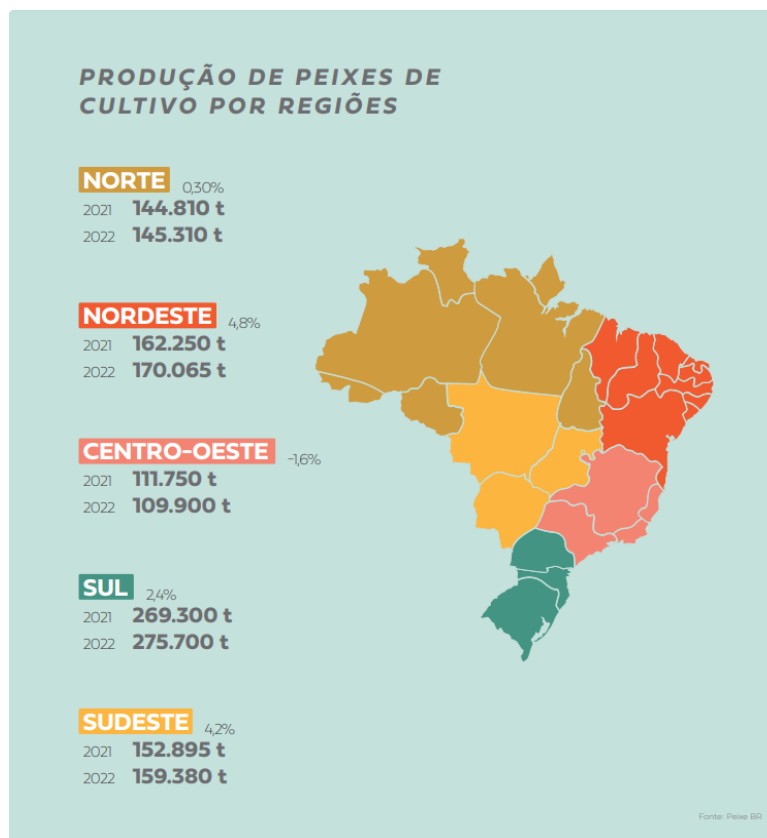 PRODUÇÃO DE PEIXES DE
CULTIVO POR REGIÕES
NORTE 0,30%
2021 144.810 t
2022 145.310 t
NORDESTE 4,8%
2021 162.250 t
2022 170.065 t
CENTRO-OESTE -1,6%
2021 111.750 t
2022 109.900 t
SUL 2,4%
2021 269.300 t
2022 275.700 t
SUDESTE 4,2%
2021 152.895 t
2022 159.380 t
Fonte: Peixe BR